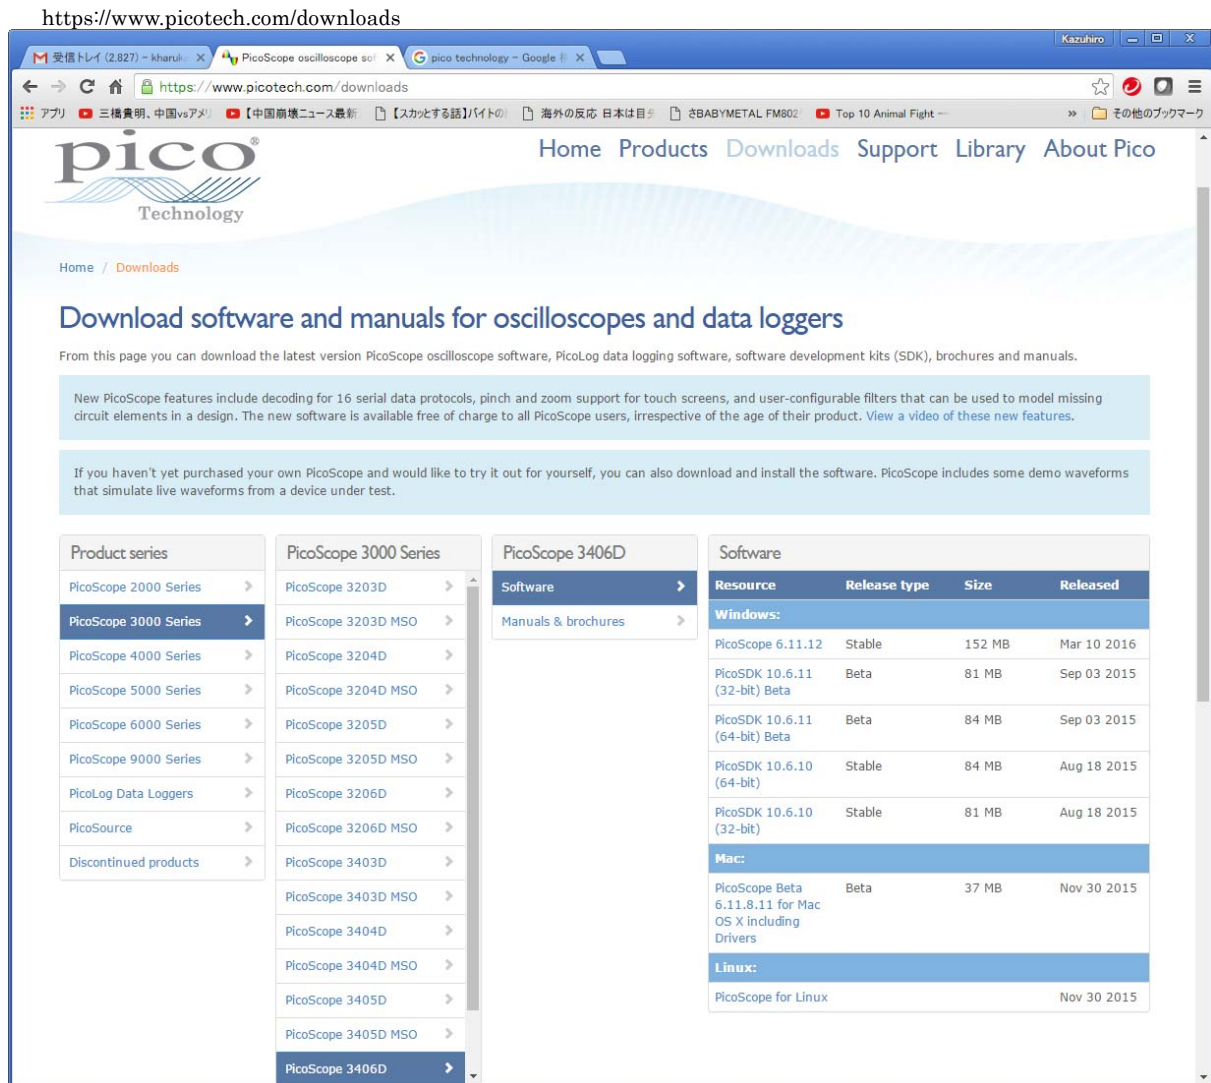 https://www.picotech.com/downloads
Kazuhiro
受信トレイ (2,827) - kharuk
PicoScope oscilloscope sof
pico technology - Google
https://www.picotech.com/downloads
アプリ 三橋貴明、中国vsアメリ 【中国崩壊ニュース最新 【スカッとする話】バイトの 海外の反応 日本は目 さBABYMETAL FM802 Top 10 Animal Fight -- » その他のブックマーク
pico®
Technology
Home Products Downloads Support Library About Pico
Home / Downloads
Download software and manuals for oscilloscopes and data loggers
From this page you can download the latest version PicoScope oscilloscope software, PicoLog data logging software, software development kits (SDK), brochures and manuals.
New PicoScope features include decoding for 16 serial data protocols, pinch and zoom support for touch screens, and user-configurable filters that can be used to model missing
circuit elements in a design. The new software is available free of charge to all PicoScope users, irrespective of the age of their product. View a video of these new features.
If you haven't yet purchased your own PicoScope and would like to try it out for yourself, you can also download and install the software. PicoScope includes some demo waveforms
that simulate live waveforms from a device under test.
Product series
PicoScope 2000 Series
PicoScope 3000 Series
PicoScope 4000 Series
PicoScope 5000 Series
PicoScope 6000 Series
PicoScope 9000 Series
PicoLog Data Loggers
PicoSource
Discontinued products
PicoScope 3000 Series
PicoScope 3203D
PicoScope 3203D MSO
PicoScope 3204D
PicoScope 3204D MSO
PicoScope 3205D
PicoScope 3205D MSO
PicoScope 3206D
PicoScope 3206D MSO
PicoScope 3403D
PicoScope 3403D MSO
PicoScope 3404D
PicoScope 3404D MSO
PicoScope 3405D
PicoScope 3405D MSO
PicoScope 3406D
PicoScope 3406D
Software
Manuals & brochures
Software
Resource Release type Size Released
Windows:
PicoScope 6.11.12 Stable 152 MB Mar 10 2016
PicoSDK 10.6.11 Beta 81 MB Sep 03 2015
(32-bit) Beta
PicoSDK 10.6.11 Beta 84 MB Sep 03 2015
(64-bit) Beta
PicoSDK 10.6.10 Stable 84 MB Aug 18 2015
(64-bit)
PicoSDK 10.6.10 Stable 81 MB Aug 18 2015
(32-bit)
Mac:
PicoScope Beta Beta 37 MB Nov 30 2015
6.11.8.11 for Mac
OS X including
Drivers
Linux:
PicoScope for Linux Nov 30 2015